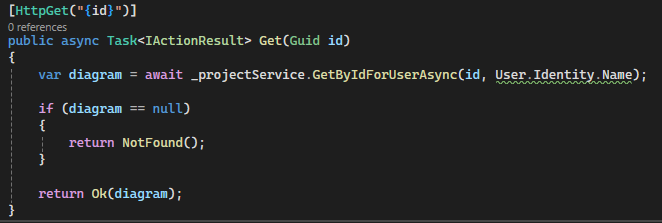 [HttpGet("{id}")]
0 references
public async Task<IActionResult> Get(Guid id)
{
    var diagram = await _projectService.GetByIdForUserAsync(id, User.Identity.Name);
    if (diagram == null)
    {
        return NotFound();
    }
    return Ok(diagram);
}